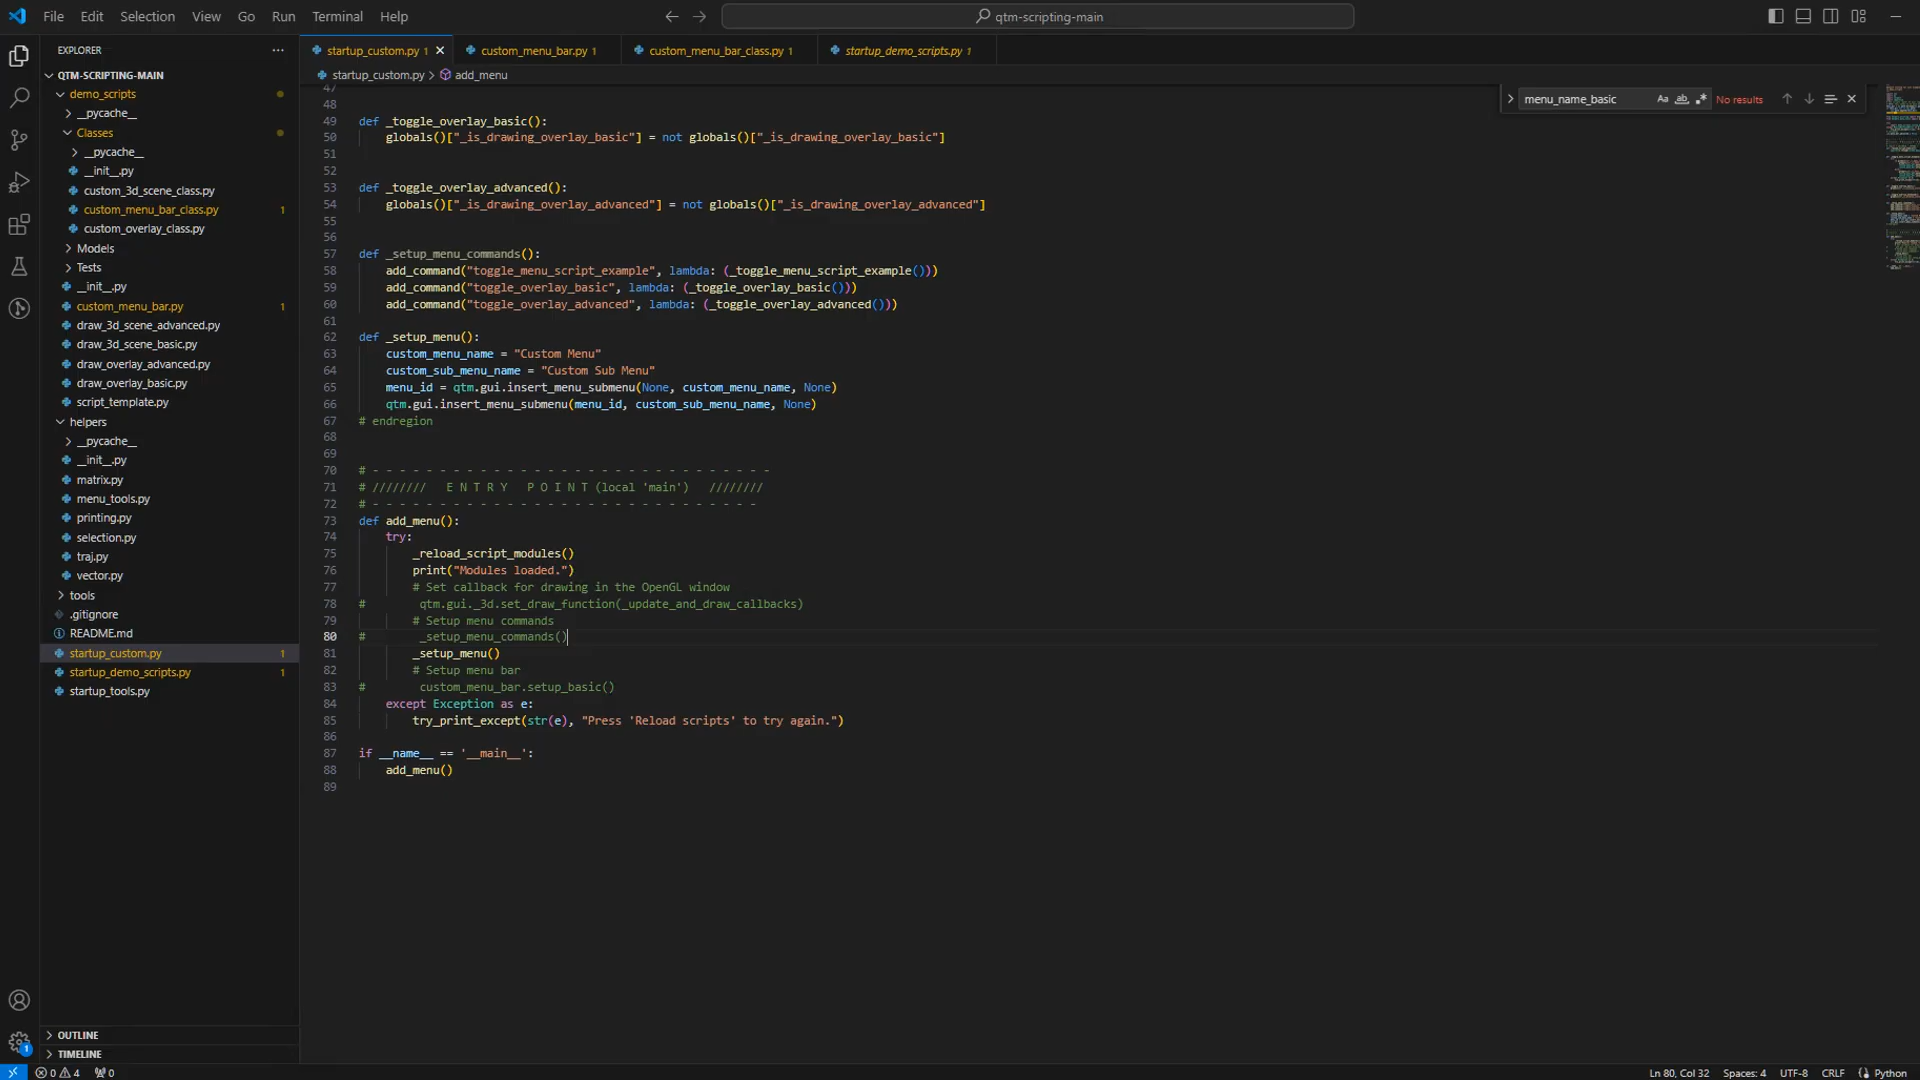 File Edit Selection View Go Run Terminal Help
qtm-scripting-main
EXPLORER
QTM-SCRIPTING-MAIN
demo_scripts
__pycache__
Classes
__pycache__
__init__.py
custom_3d_scene_class.py
custom_menu_bar_class.py 1
custom_overlay_class.py
Models
Tests
__init__.py
custom_menu_bar.py 1
draw_3d_scene_advanced.py
draw_3d_scene_basic.py
draw_overlay_advanced.py
draw_overlay_basic.py
script_template.py
helpers
__pycache__
__init__.py
matrix.py
menu_tools.py
printing.py
selection.py
traj.py
vector.py
tools
.gitignore
README.md
startup_custom.py 1
startup_demo_scripts.py 1
startup_tools.py
OUTLINE
TIMELINE
startup_custom.py 1 custom_menu_bar.py 1 custom_menu_bar_class.py 1 startup_demo_scripts.py 1
startup_custom.py > add_menu
menu_name_basic Aa ab No results
47
48
49 def _toggle_overlay_basic():
50 globals()["_is_drawing_overlay_basic"] = not globals()["_is_drawing_overlay_basic"]
51
52
53 def _toggle_overlay_advanced():
54 globals()["_is_drawing_overlay_advanced"] = not globals()["_is_drawing_overlay_advanced"]
55
56
57 def _setup_menu_commands():
58 add_command("toggle_menu_script_example", lambda: (_toggle_menu_script_example()))
59 add_command("toggle_overlay_basic", lambda: (_toggle_overlay_basic()))
60 add_command("toggle_overlay_advanced", lambda: (_toggle_overlay_advanced()))
61
62 def _setup_menu():
63 custom_menu_name = "Custom Menu"
64 custom_sub_menu_name = "Custom Sub Menu"
65 menu_id = qtm.gui.insert_menu_submenu(None, custom_menu_name, None)
66 qtm.gui.insert_menu_submenu(menu_id, custom_sub_menu_name, None)
67 # endregion
68
69
70 # - - - - - - - - - - - - - - - - - - - - - - - - - - - - - -
71 # //////// E N T R Y   P O I N T (local 'main') ////////
72 # - - - - - - - - - - - - - - - - - - - - - - - - - - - - -
73 def add_menu():
74 try:
75 _reload_script_modules()
76 print("Modules loaded.")
77 # Set callback for drawing in the OpenGL window
78 # qtm.gui._3d.set_draw_function(_update_and_draw_callbacks)
79 # Setup menu commands
80 # _setup_menu_commands()
81 _setup_menu()
82 # Setup menu bar
83 # custom_menu_bar.setup_basic()
84 except Exception as e:
85 try_print_except(str(e), "Press 'Reload scripts' to try again.")
86
87 if __name__ == '__main__':
88 add_menu()
89
1
0 4 0 Ln 80, Col 32 Spaces: 4 UTF-8 CRLF Python